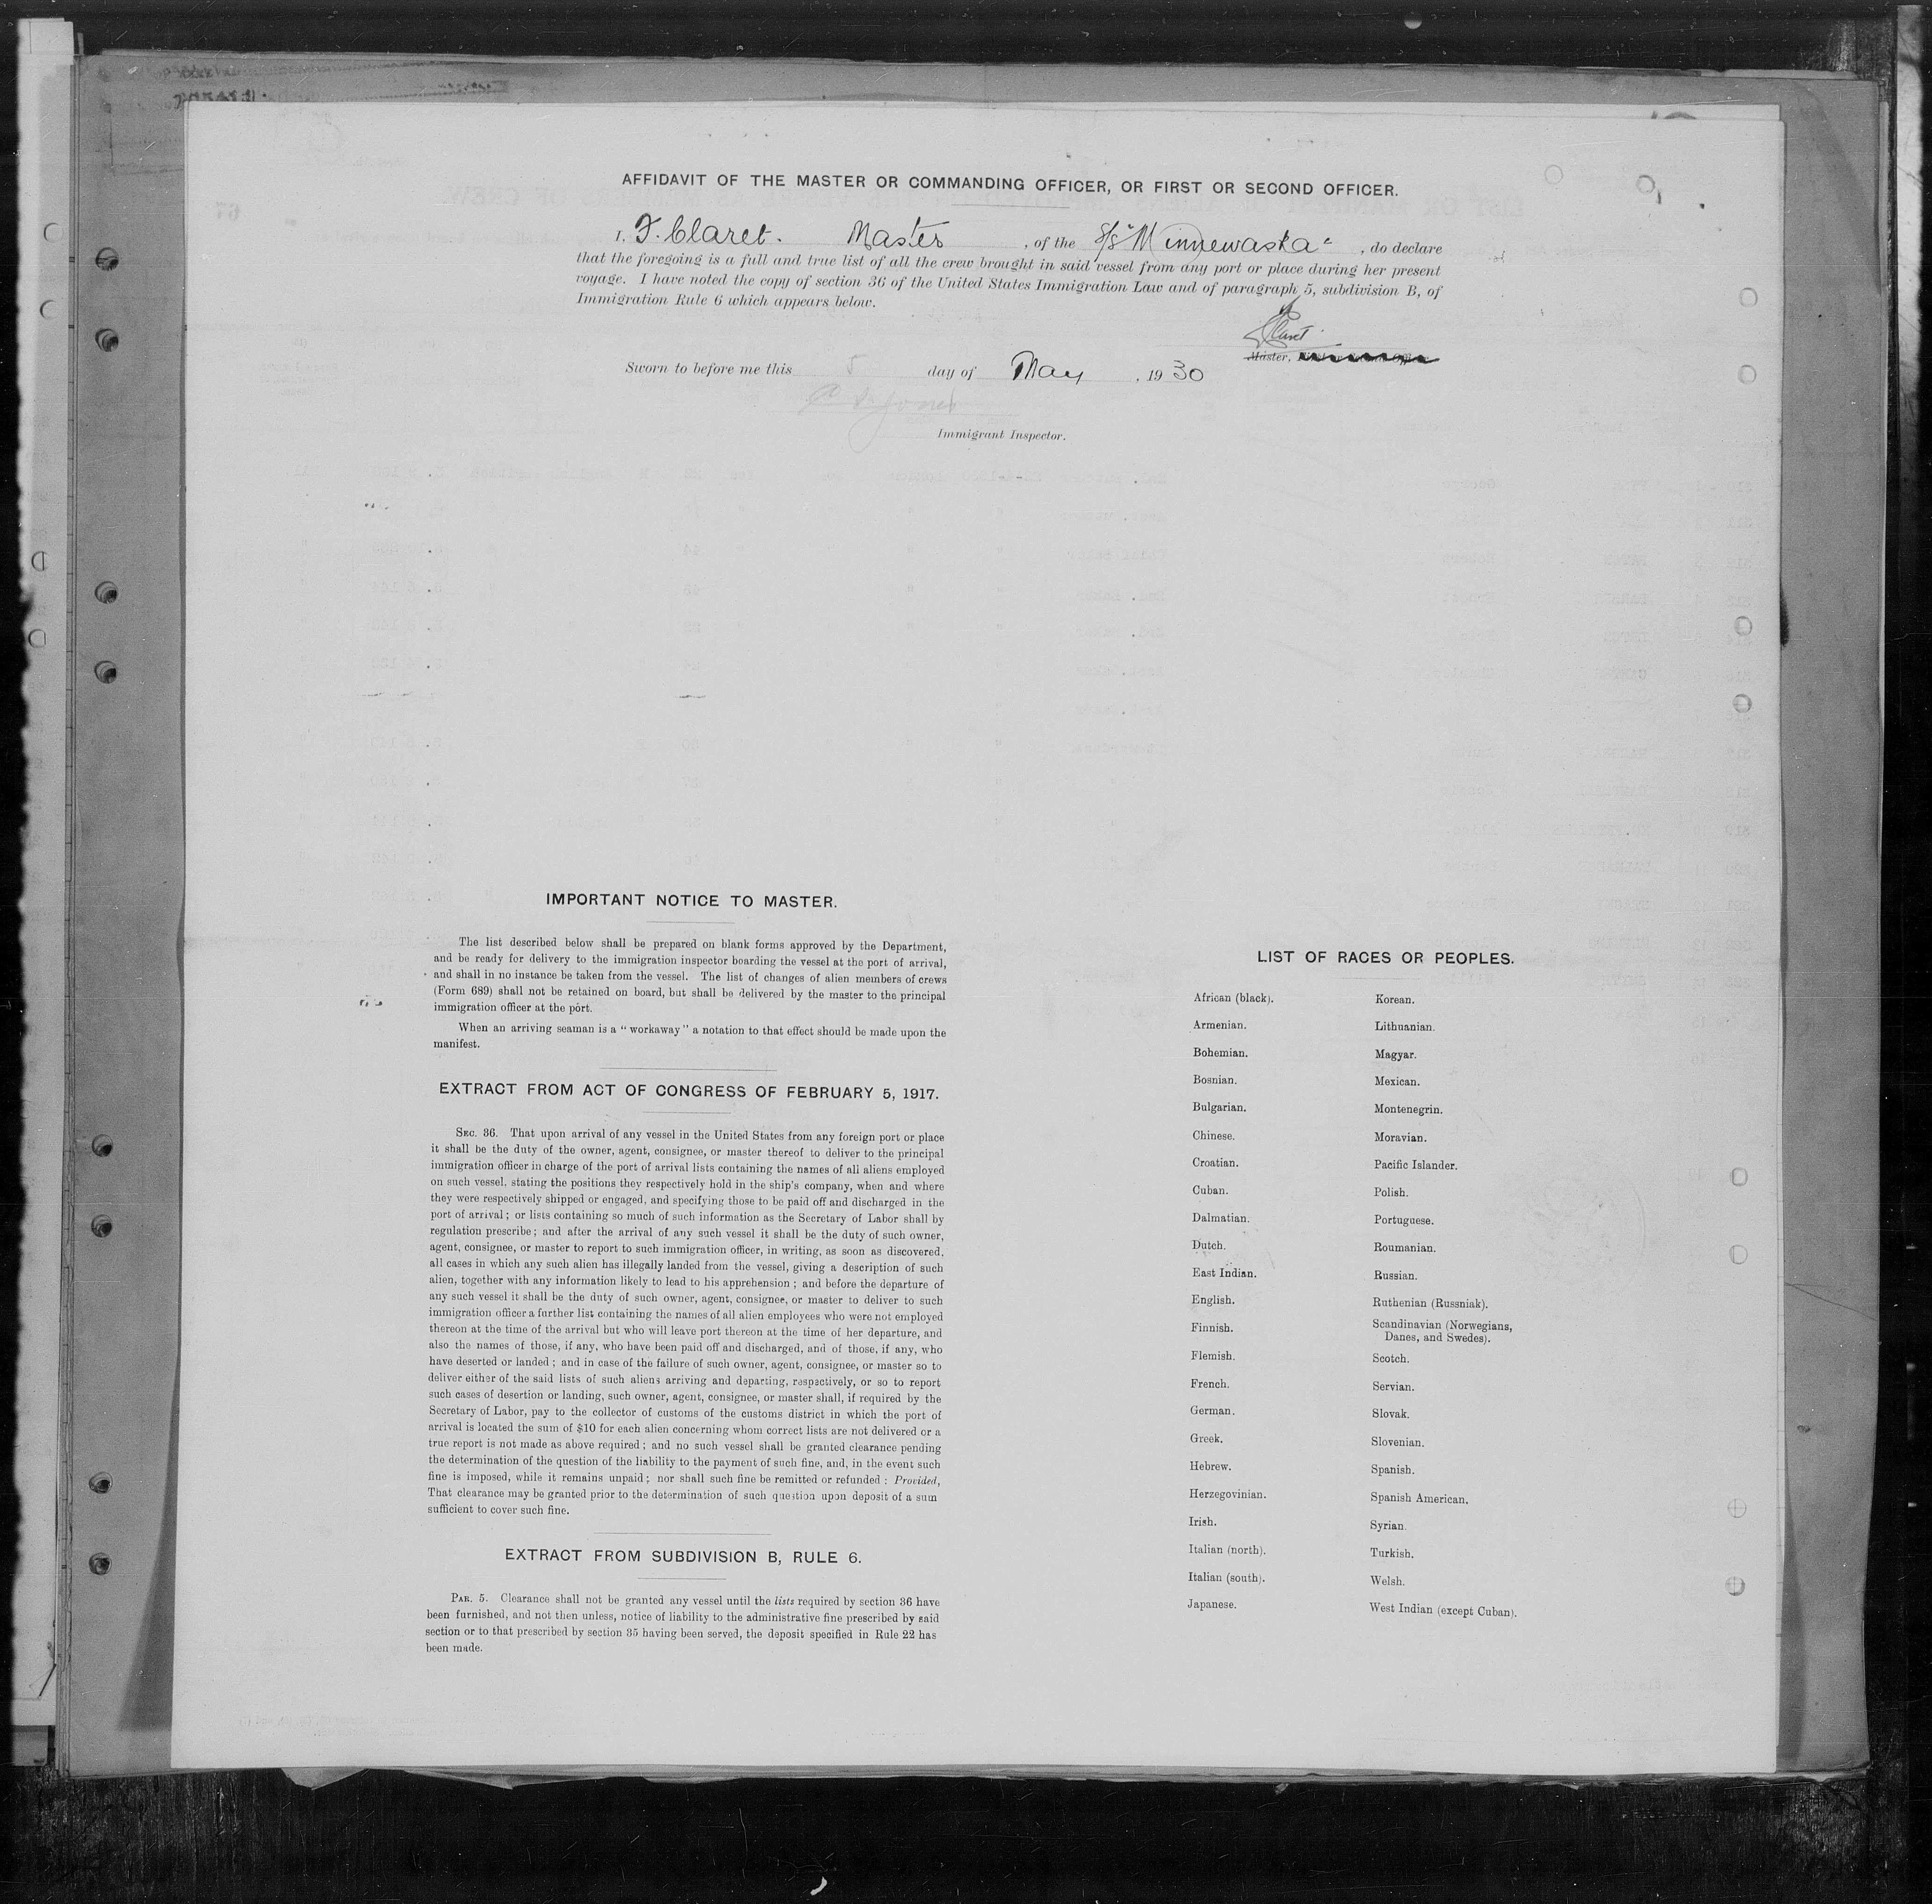 AFFIDAVIT OF THE MASTER OR COMMANDING OFFICER, OR FIRST OR SECOND OFFICER.
I, F. Claret. Master, of the S/S "Minnewaska", do declare
that the foregoing is a full and true list of all the crew brought in said vessel from any port or place during her present
voyage. I have noted the copy of section 36 of the United States Immigration Law and of paragraph 5, subdivision B, of
Immigration Rule 6 which appears below.
F Claret
Master,
Sworn to before me this 5 day of May, 1930
Jones
Immigrant Inspector.
IMPORTANT NOTICE TO MASTER.
The list described below shall be prepared on blank forms approved by the Department,
and be ready for delivery to the immigration inspector boarding the vessel at the port of arrival,
and shall in no instance be taken from the vessel. The list of changes of alien members of crews
(Form 689) shall not be retained on board, but shall be delivered by the master to the principal
immigration officer at the port.
When an arriving seaman is a "workaway" a notation to that effect should be made upon the
manifest.
EXTRACT FROM ACT OF CONGRESS OF FEBRUARY 5, 1917.
SEC. 36. That upon arrival of any vessel in the United States from any foreign port or place
it shall be the duty of the owner, agent, consignee, or master thereof to deliver to the principal
immigration officer in charge of the port of arrival lists containing the names of all aliens employed
on such vessel, stating the positions they respectively hold in the ship's company, when and where
they were respectively shipped or engaged, and specifying those to be paid off and discharged in the
port of arrival; or lists containing so much of such information as the Secretary of Labor shall by
regulation prescribe; and after the arrival of any such vessel it shall be the duty of such owner,
agent, consignee, or master to report to such immigration officer, in writing, as soon as discovered,
all cases in which any such alien has illegally landed from the vessel, giving a description of such
alien, together with any information likely to lead to his apprehension; and before the departure of
any such vessel it shall be the duty of such owner, agent, consignee, or master to deliver to such
immigration officer a further list containing the names of all alien employees who were not employed
thereon at the time of the arrival but who will leave port thereon at the time of her departure, and
also the names of those, if any, who have been paid off and discharged, and of those, if any, who
have deserted or landed; and in case of the failure of such owner, agent, consignee, or master so to
deliver either of the said lists of such aliens arriving and departing, respectively, or so to report
such cases of desertion or landing, such owner, agent, consignee, or master shall, if required by the
Secretary of Labor, pay to the collector of customs of the customs district in which the port of
arrival is located the sum of $10 for each alien concerning whom correct lists are not delivered or a
true report is not made as above required; and no such vessel shall be granted clearance pending
the determination of the question of the liability to the payment of such fine, and, in the event such
fine is imposed, while it remains unpaid; nor shall such fine be remitted or refunded: Provided,
That clearance may be granted prior to the determination of such question upon deposit of a sum
sufficient to cover such fine.
EXTRACT FROM SUBDIVISION B, RULE 6.
PAR. 5. Clearance shall not be granted any vessel until the lists required by section 36 have
been furnished, and not then unless, notice of liability to the administrative fine prescribed by said
section or to that prescribed by section 35 having been served, the deposit specified in Rule 22 has
been made.
LIST OF RACES OR PEOPLES.
African (black). Korean.
Armenian. Lithuanian.
Bohemian. Magyar.
Bosnian. Mexican.
Bulgarian. Montenegrin.
Chinese. Moravian.
Croatian. Pacific Islander.
Cuban. Polish.
Dalmatian. Portuguese.
Dutch. Roumanian.
East Indian. Russian.
English. Ruthenian (Russniak).
Finnish. Scandinavian (Norwegians,
Danes, and Swedes).
Flemish. Scotch.
French. Servian.
German. Slovak.
Greek. Slovenian.
Hebrew. Spanish.
Herzegovinian. Spanish American.
Irish. Syrian.
Italian (north). Turkish.
Italian (south). Welsh.
Japanese. West Indian (except Cuban).